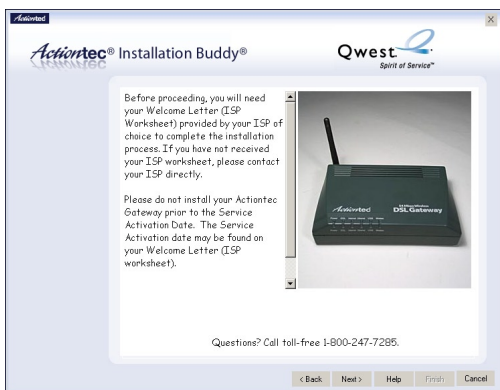 Actiontec
Actiontec® Installation Buddy®
Qwest
Spirit of Service™
Before proceeding, you will need
your Welcome Letter (ISP
Worksheet) provided by your ISP of
choice to complete the installation
process. If you have not received
your ISP worksheet, please contact
your ISP directly.
Please do not install your Actiontec
Gateway prior to the Service
Activation Date. The Service
Activation date may be found on
your Welcome Letter (ISP
worksheet).
Actiontec
DSL Gateway
Questions? Call toll-free 1-800-247-7285.
< Back
Next >
Help
Finish
Cancel